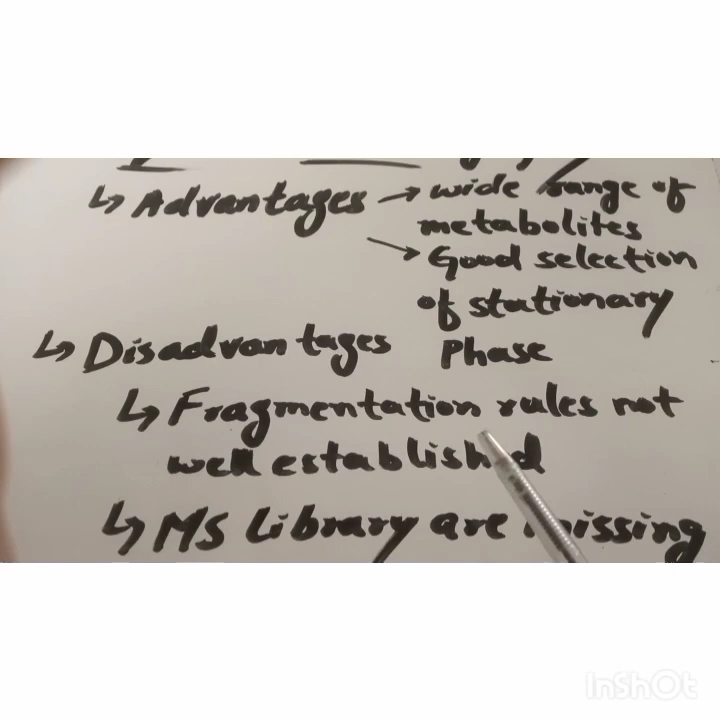 ↳ Advantages → wide range of
metabolites
→ Good selection
of stationary
Phase
↳ Disadvantages
↳ Fragmentation rules not
well established
↳ MS Library are missing
InShOt